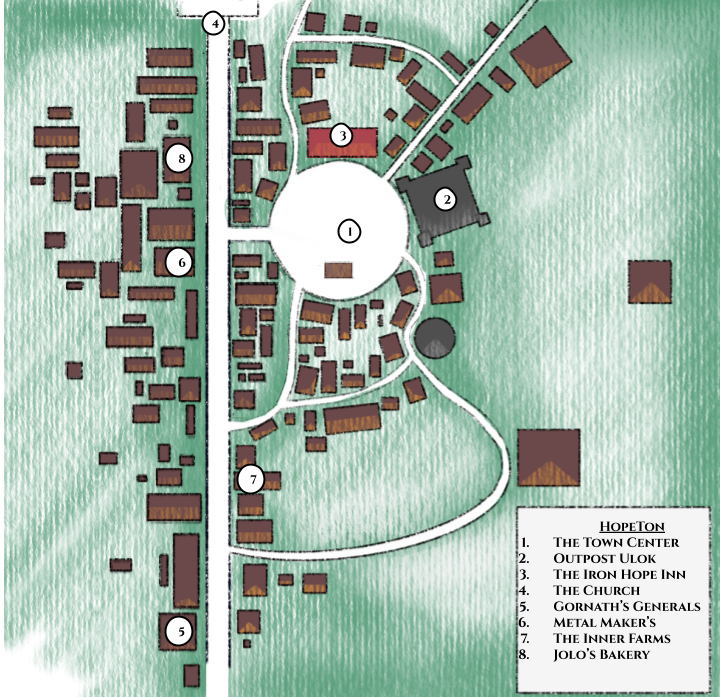 4
3
8
2
1
6
7
5
HopeTon
1. The Town Center
2. Outpost Ulok
3. The Iron Hope Inn
4. The Church
5. Gornath's Generals
6. Metal Maker's
7. The Inner Farms
8. Jolo's Bakery